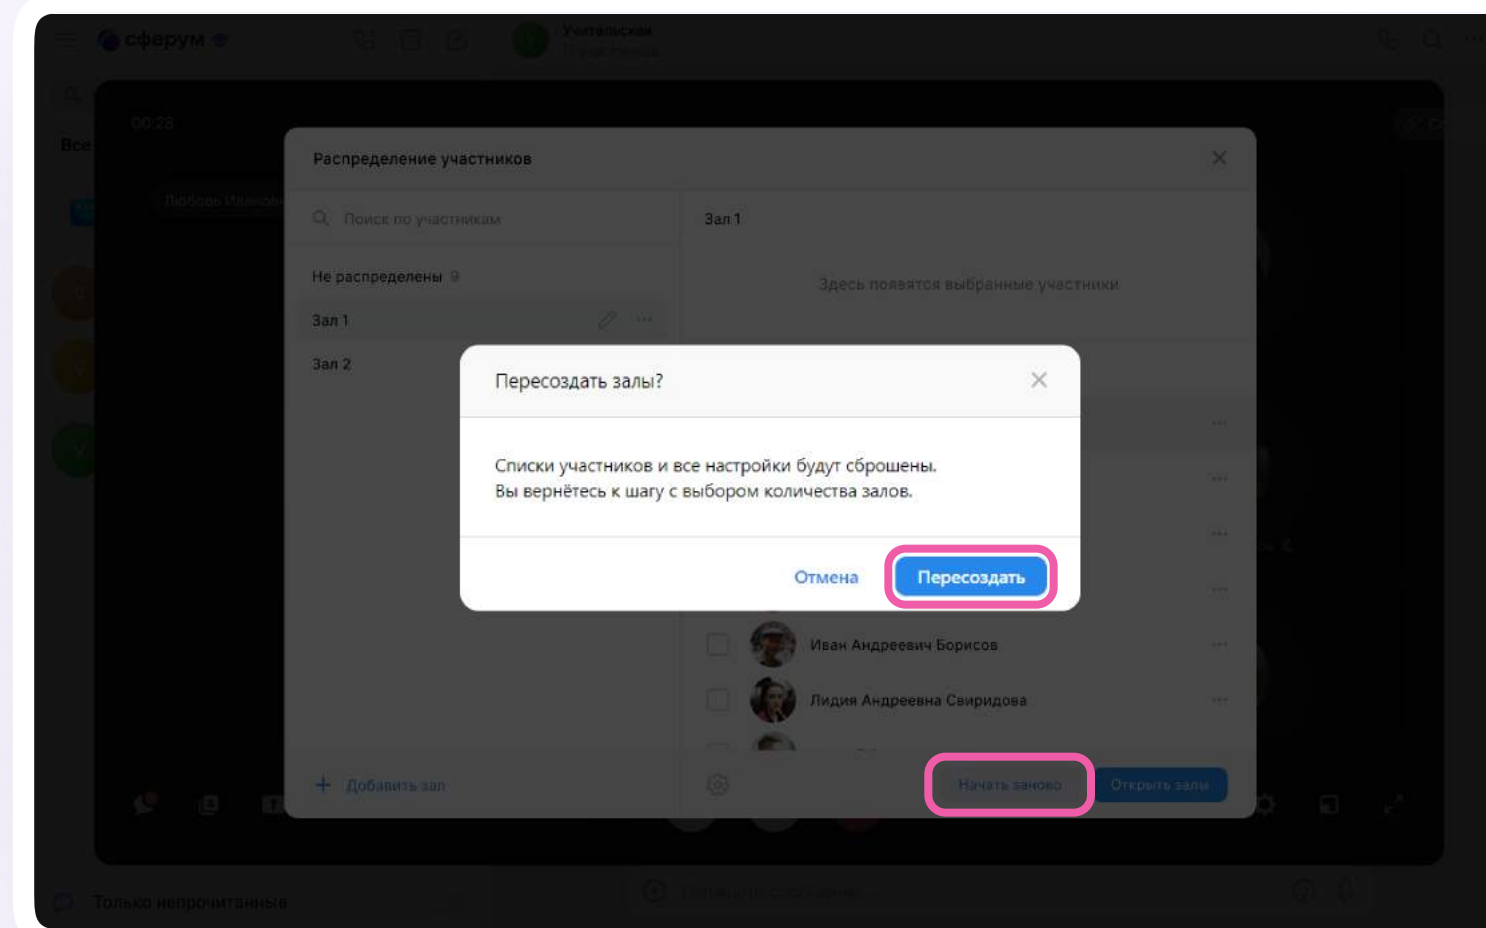 сферум
Учительская
00:28
Все
Распределение участников
Поиск по участникам
Зал 1
Не распределены 9
Здесь появятся выбранные участники
Зал 1
Зал 2
Пересоздать залы?
Списки участников и все настройки будут сброшены.
Вы вернётесь к шагу с выбором количества залов.
Отмена
Пересоздать
Иван Андреевич Борисов
Лидия Андреевна Свиридова
Добавить зал
Начать заново
Открыть залы
Только непрочитанные